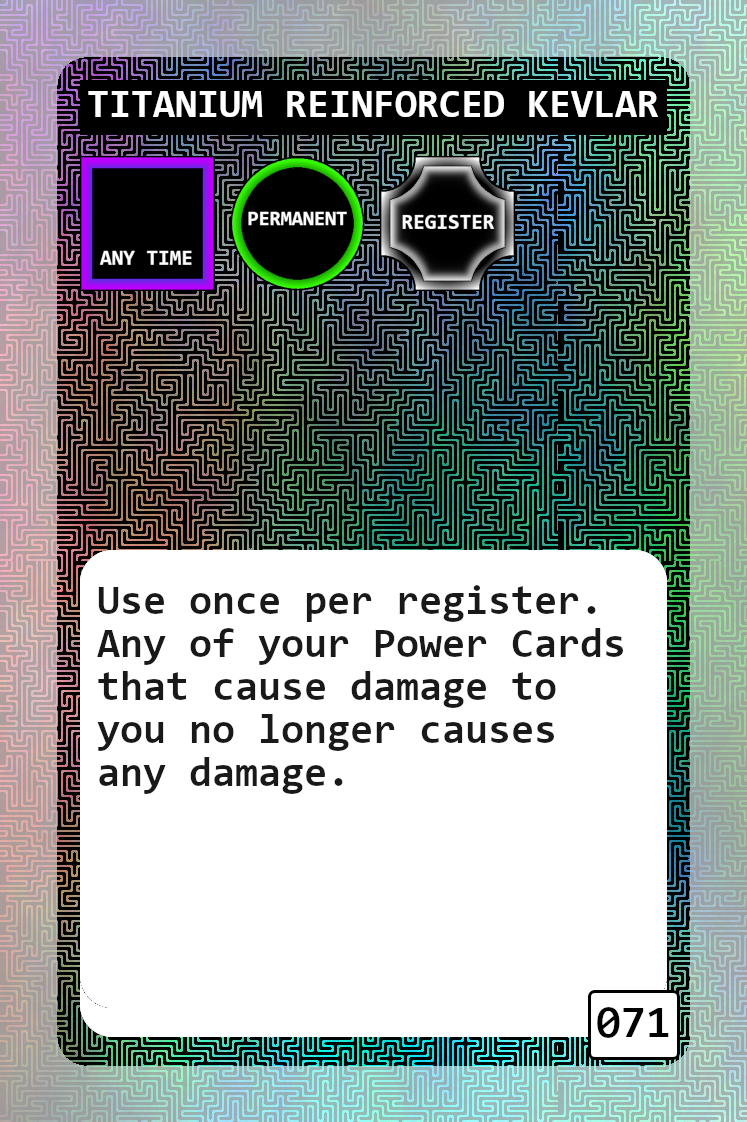 TITANIUM REINFORCED KEVLAR
ANY TIME
PERMANENT
REGISTER
Use once per register.
Any of your Power Cards
that cause damage to
you no longer causes
any damage.
071